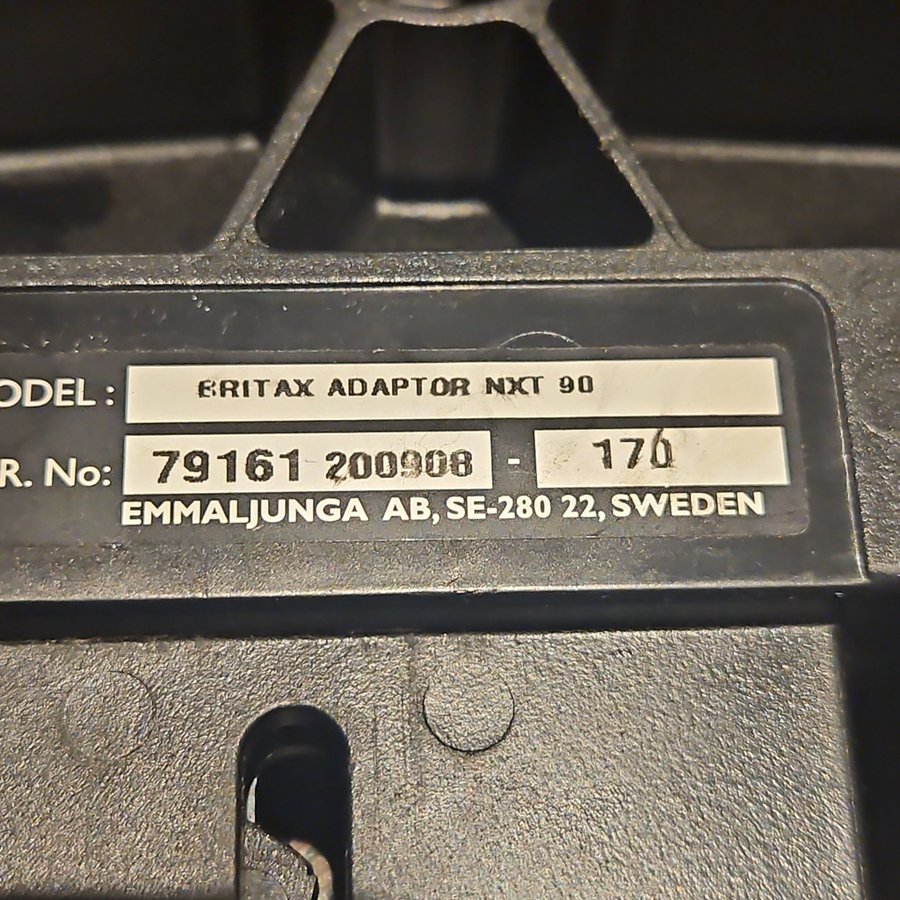 ODEL : BRITAX ADAPTOR NXT 90
R. No: 79161 200908 - 170
EMMALJUNGA AB, SE-280 22, SWEDEN